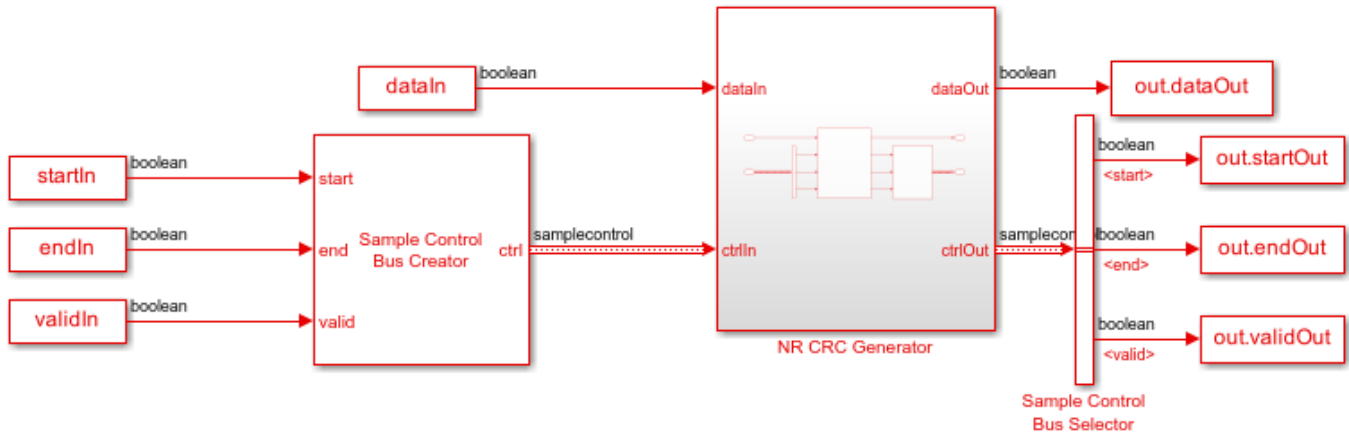 boolean
dataIn
dataIn
dataOut
boolean
out.dataOut
boolean
startIn
start
boolean
out.startOut
<start>
boolean
endIn
end
Sample Control
Bus Creator
ctrl
samplecontrol
ctrlIn
ctrlOut
samplecontrol
boolean
out.endOut
<end>
boolean
validIn
valid
boolean
out.validOut
<valid>
NR CRC Generator
Sample Control
Bus Selector